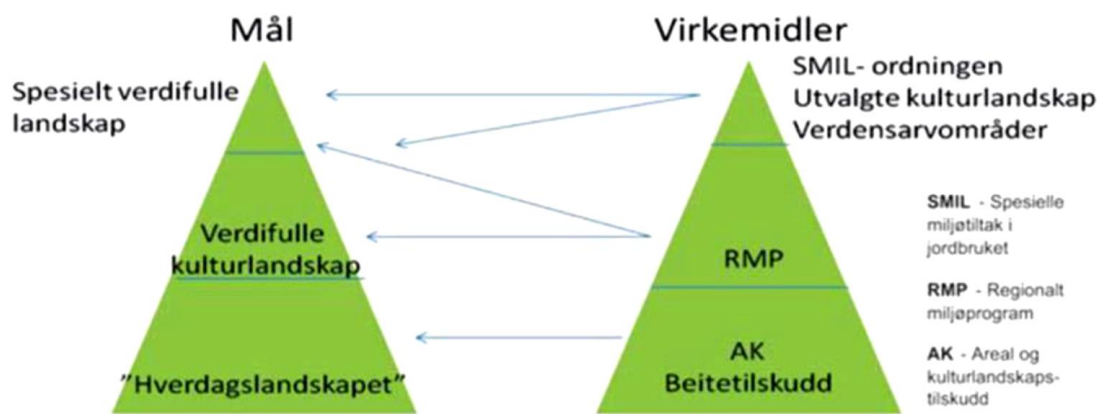 Mål
Spesielt verdifulle
landskap
Verdifulle
kulturlandskap
”Hverdagslandskapet”
Virkemidler
SMIL- ordningen
Utvalgte kulturlandskap
Verdensarvområder
RMP
AK
Beitetilskudd
SMIL - Spesielle
miljøtiltak i
jordbruket
RMP - Regionalt
miljøprogram
AK - Areal og
kulturlandskaps-
tilskudd